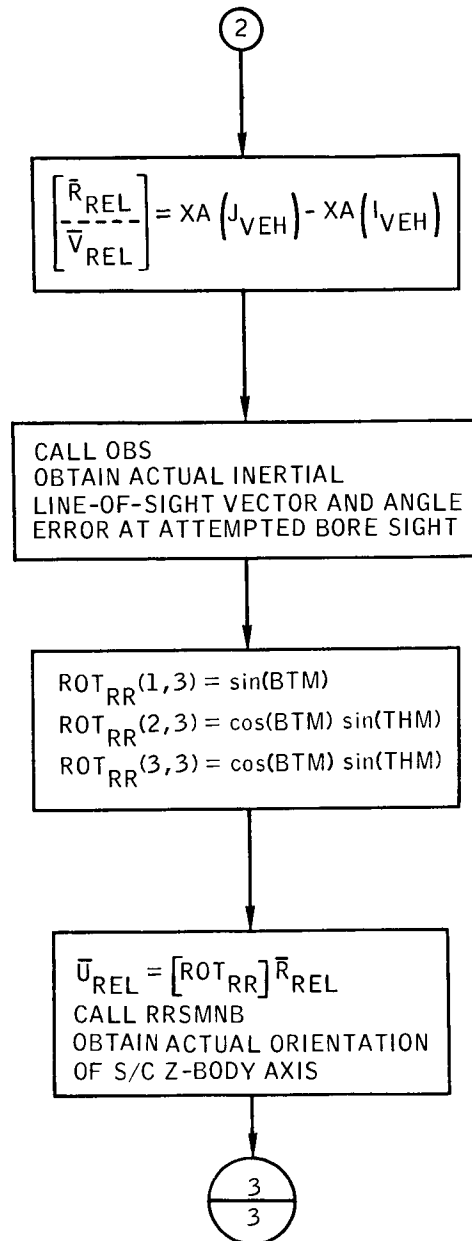 2
[R̄REL / V̄REL] = XA (JVEH) - XA (IVEH)
CALL OBS
OBTAIN ACTUAL INERTIAL
LINE-OF-SIGHT VECTOR AND ANGLE
ERROR AT ATTEMPTED BORE SIGHT
ROTRR(1,3) = sin(BTM)
ROTRR(2,3) = cos(BTM) sin(THM)
ROTRR(3,3) = cos(BTM) sin(THM)
ŪREL = [ROTRR] R̄REL
CALL RRSMNB
OBTAIN ACTUAL ORIENTATION
OF S/C Z-BODY AXIS
3
3